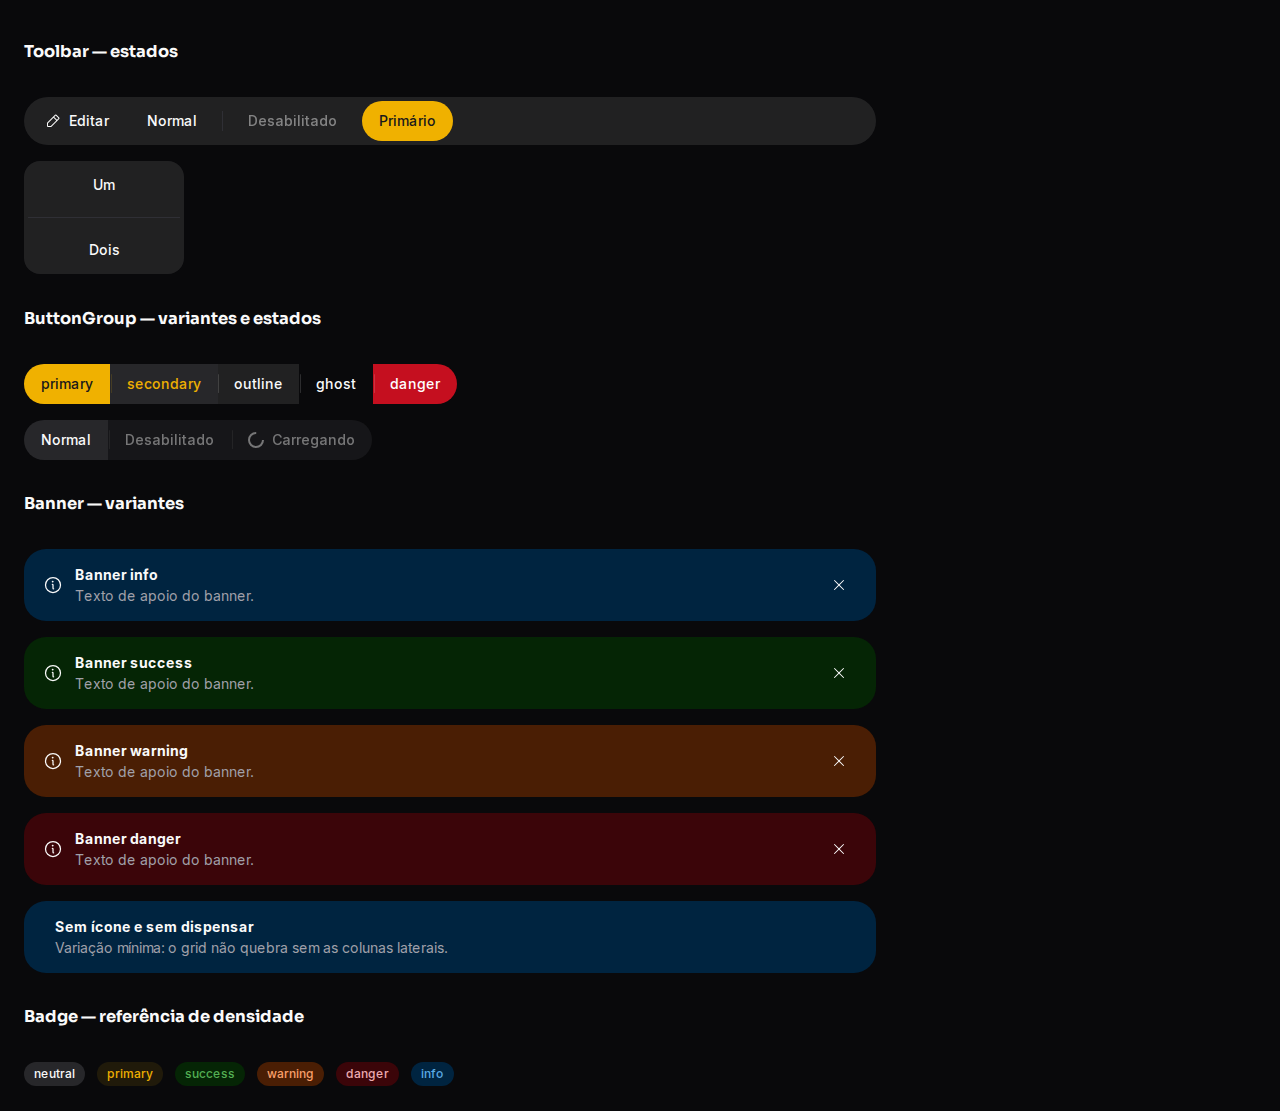 Toolbar — estados
Editar Normal Desabilitado Primário
Um
Dois
ButtonGroup — variantes e estados
primary secondary outline ghost danger
Normal Desabilitado Carregando
Banner — variantes
Banner info
Texto de apoio do banner.
Banner success
Texto de apoio do banner.
Banner warning
Texto de apoio do banner.
Banner danger
Texto de apoio do banner.
Sem ícone e sem dispensar
Variação mínima: o grid não quebra sem as colunas laterais.
Badge — referência de densidade
neutral primary success warning danger info